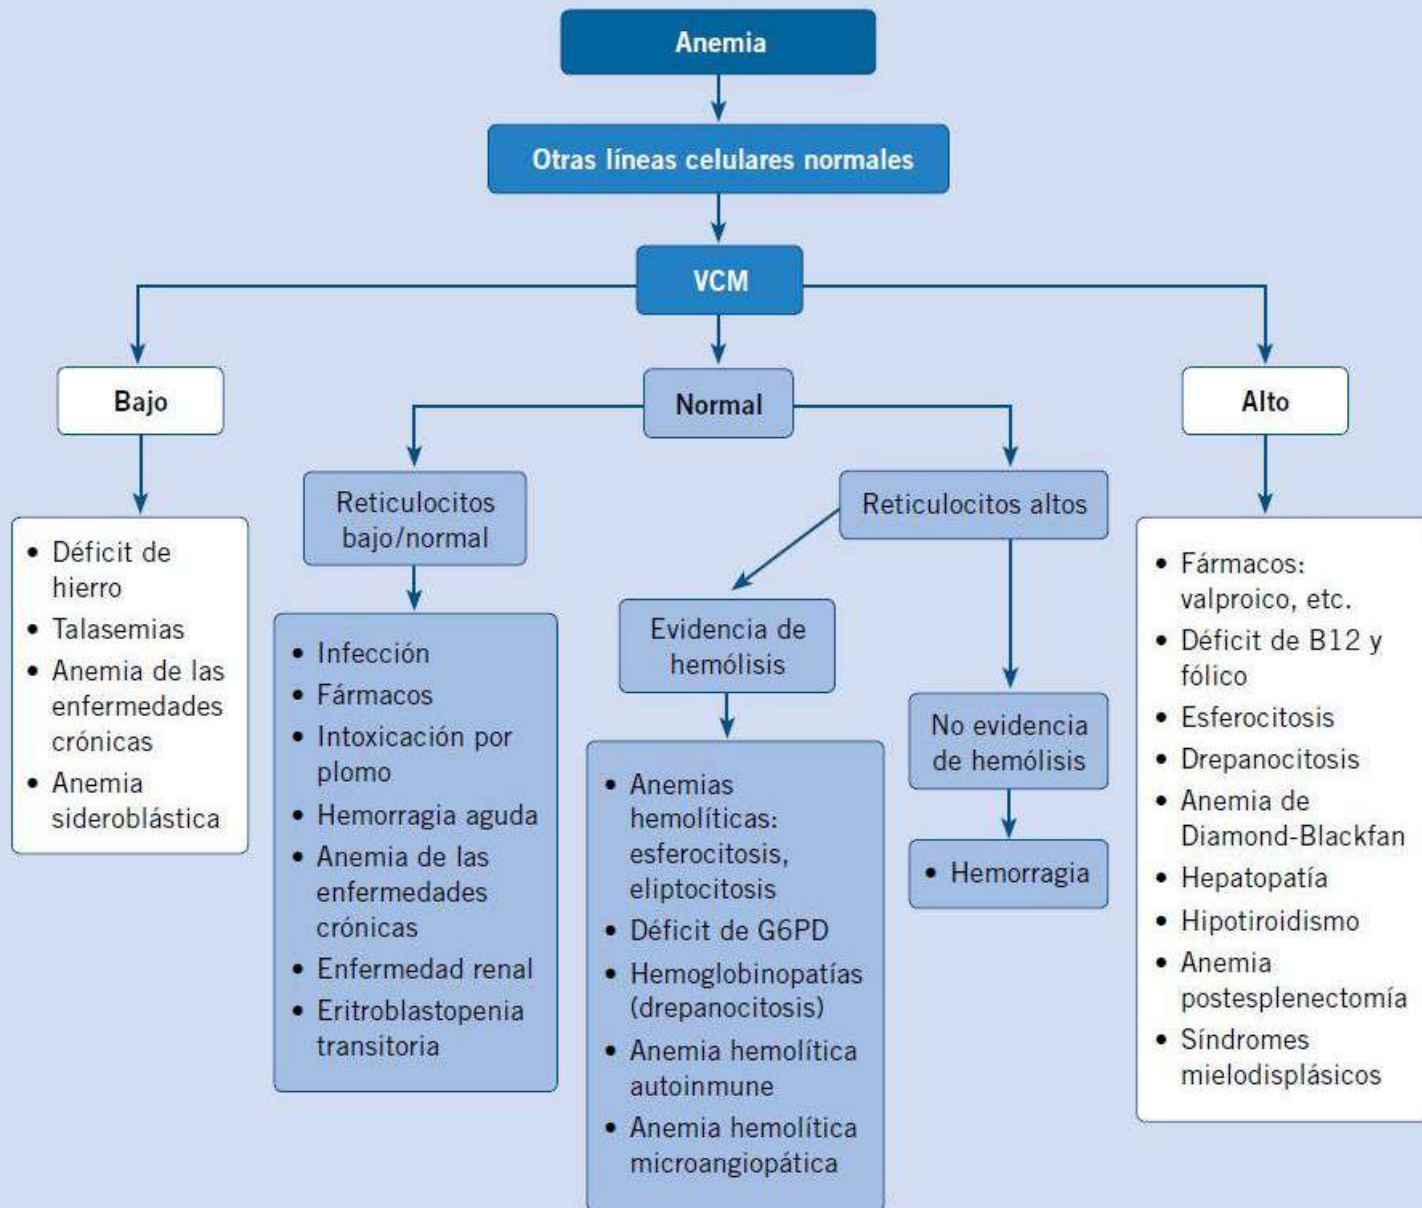 Anemia
Otras líneas celulares normales
VCM
Bajo
Normal
Alto
• Déficit de
hierro
• Talasemias
• Anemia de las
enfermedades
crónicas
• Anemia
sideroblástica
Reticulocitos
bajo/normal
• Infección
• Fármacos
• Intoxicación por
plomo
• Hemorragia aguda
• Anemia de las
enfermedades
crónicas
• Enfermedad renal
• Eritroblastopenia
transitoria
Reticulocitos altos
Evidencia de
hemólisis
• Anemias
hemolíticas:
esferocitosis,
eliptocitosis
• Déficit de G6PD
• Hemoglobinopatías
(drepanocitosis)
• Anemia hemolítica
autoinmune
• Anemia hemolítica
microangiopática
No evidencia
de hemólisis
• Hemorragia
• Fármacos:
valproico, etc.
• Déficit de B12 y
fólico
• Esferocitosis
• Drepanocitosis
• Anemia de
Diamond-Blackfan
• Hepatopatía
• Hipotiroidismo
• Anemia
postesplenectomía
• Síndromes
mielodisplásicos